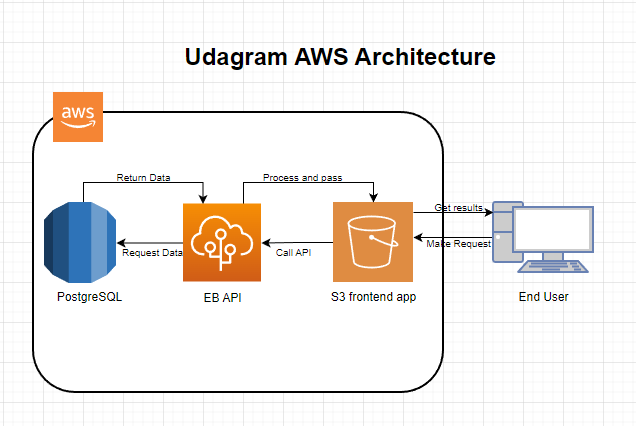 Udagram AWS Architecture
aws
Return Data
Process and pass
Get results
Request Data
Call API
Make Request
PostgreSQL
EB API
S3 frontend app
End User